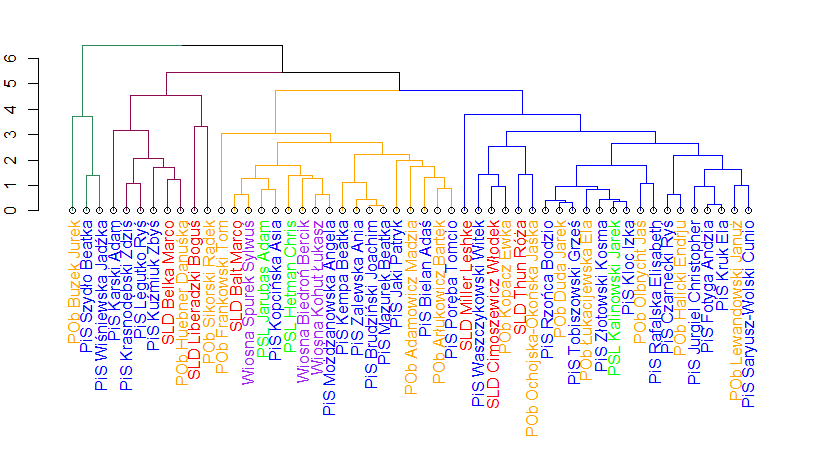 6
5
4
3
2
1
0
POb Buzek Jurek
PiS Szydło Beatka
PiS Wiśniewska Jadźka
PiS Karski Adam
PiS Krasnodębski Zdziś
PiS Legutko Ryś
PiS Kuźmiuk Zbyś
SLD Belka Marco
POb Huebner Danusia
SLD Liberadzki Boguś
POb Sikorski Radek
POb Frankowski Tom
SLD Balt Marco
Wiosna Spurek Sylwuś
PSL Jarubas Adam
PiS Kopcińska Asia
PSL Hetman Chris
Wiosna Biedroń Bercik
Wiosna Kohut Łukasz
PiS Możdżanowska Angela
PiS Kempa Beatka
PiS Zalewska Ania
PiS Brudziński Joachim
PiS Mazurek Beatka
PiS Jaki Patryk
POb Adamowicz Madzia
PiS Bielan Adaś
POb Arłukowicz Bartek
PiS Poręba Tomcio
SLD Miller Leshke
PiS Waszczykowski Witek
SLD Cimoszewicz Włodek
POb Kopacz Ewka
SLD Thun Róża
POb Ochojska-Okońska Jaśka
PiS Rzońca Bodzio
POb Duda Jarek
PiS Tobiszowski Grześ
POb Łukacijewska Ela
PiS Złotowski Kosma
PSL Kalinowski Jarek
PiS Kloc Izka
POb Olbrycht Jaś
PiS Rafalska Elisabeth
PiS Czarnecki Ryś
POb Halicki Endrju
PiS Jurgiel Christopher
PiS Fotyga Andzia
PiS Kruk Ela
POb Lewandowski Januż
PiS Saryusz-Wolski Cunio